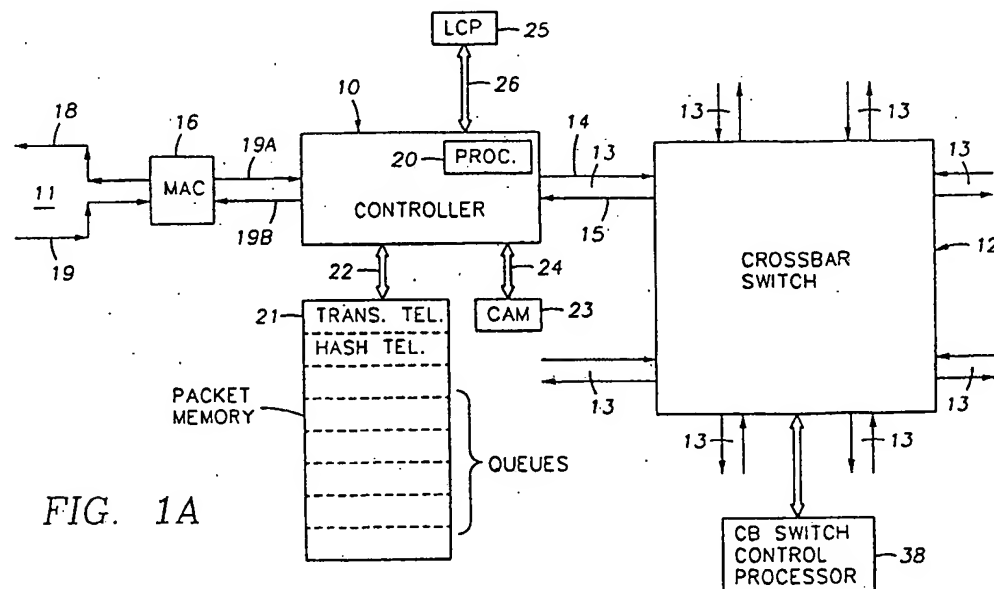 LCP 25
26
10
18 16 19A
MAC
11
19 19B
20 PROC.
CONTROLLER
14 13
15
13 13
13
12
CROSSBAR
SWITCH
22 24
21 TRANS. TEL.
HASH TEL.
CAM 23
PACKET
MEMORY
QUEUES
13 13
13 13
FIG. 1A
CB SWITCH
CONTROL
PROCESSOR 38